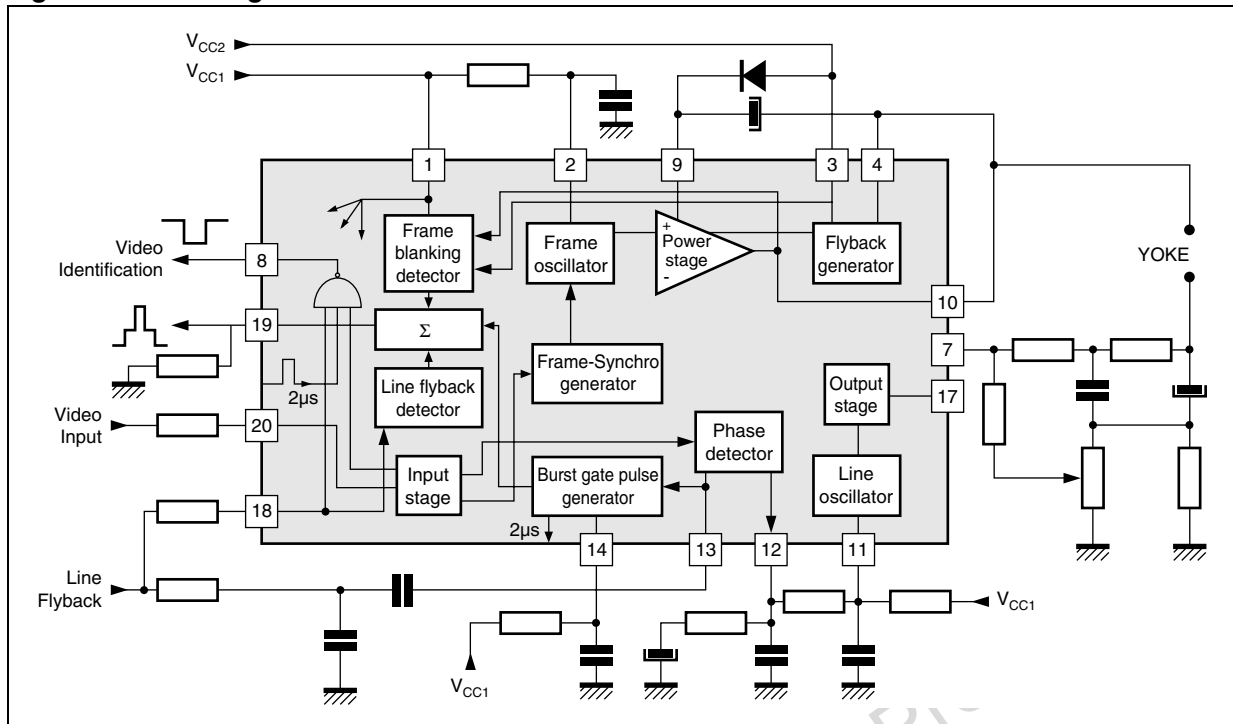 VCC2
VCC1
1
2
9
3
4
Video
Identification
8
Frame
blanking
detector
Frame
oscillator
+
Power
stage
-
Flyback
generator
YOKE
10
19
Σ
7
2µs
Line flyback
detector
Frame-Synchro
generator
Output
stage
17
Video
Input
20
Input
stage
Phase
detector
Burst gate pulse
generator
Line
oscillator
18
2µs
14
13
12
11
Line
Flyback
VCC1
VCC1